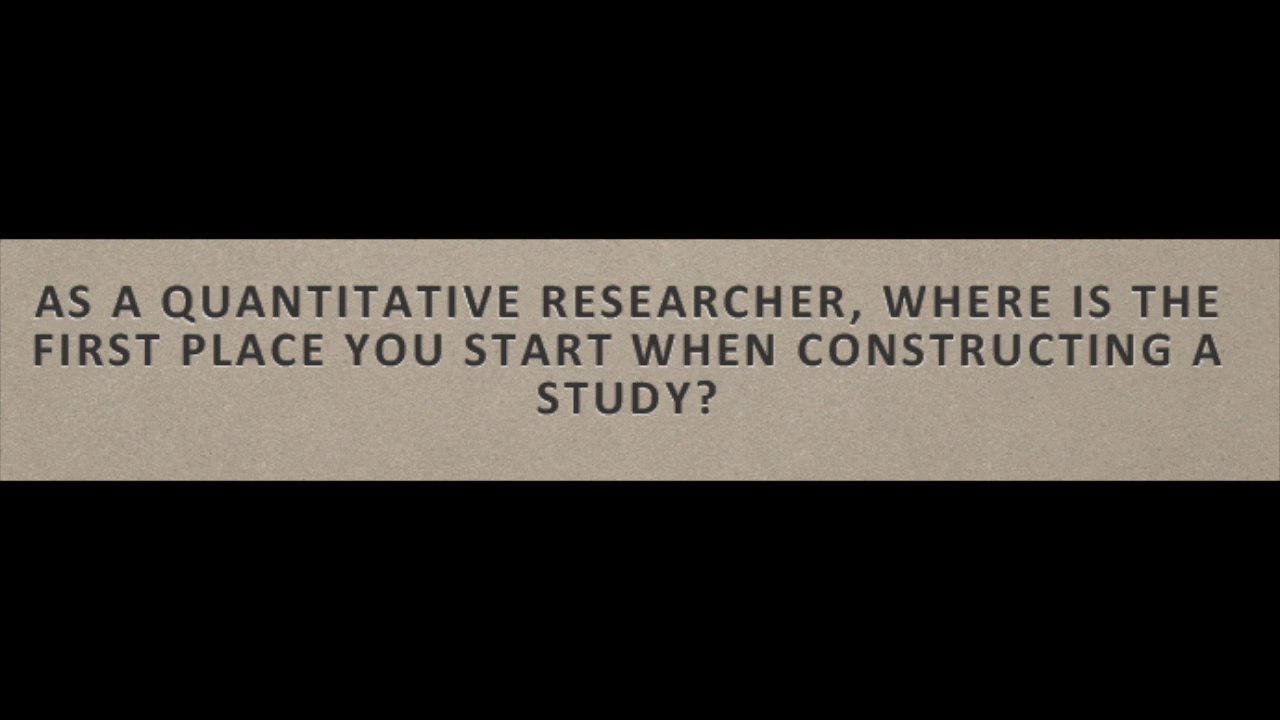 AS A QUANTITATIVE RESEARCHER, WHERE IS THE
FIRST PLACE YOU START WHEN CONSTRUCTING A
STUDY?